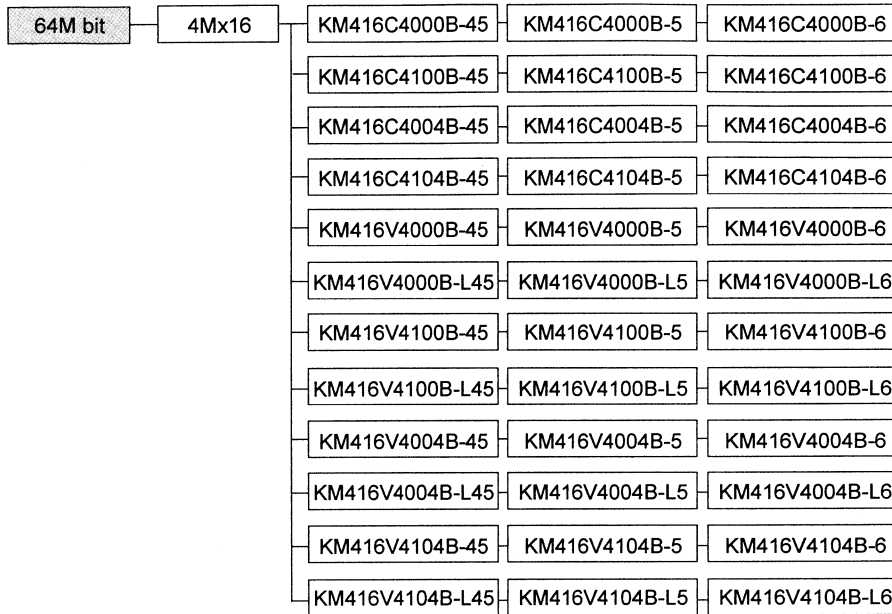 64M bit 4Mx16 KM416C4000B-45 KM416C4000B-5 KM416C4000B-6
KM416C4100B-45 KM416C4100B-5 KM416C4100B-6
KM416C4004B-45 KM416C4004B-5 KM416C4004B-6
KM416C4104B-45 KM416C4104B-5 KM416C4104B-6
KM416V4000B-45 KM416V4000B-5 KM416V4000B-6
KM416V4000B-L45 KM416V4000B-L5 KM416V4000B-L6
KM416V4100B-45 KM416V4100B-5 KM416V4100B-6
KM416V4100B-L45 KM416V4100B-L5 KM416V4100B-L6
KM416V4004B-45 KM416V4004B-5 KM416V4004B-6
KM416V4004B-L45 KM416V4004B-L5 KM416V4004B-L6
KM416V4104B-45 KM416V4104B-5 KM416V4104B-6
KM416V4104B-L45 KM416V4104B-L5 KM416V4104B-L6